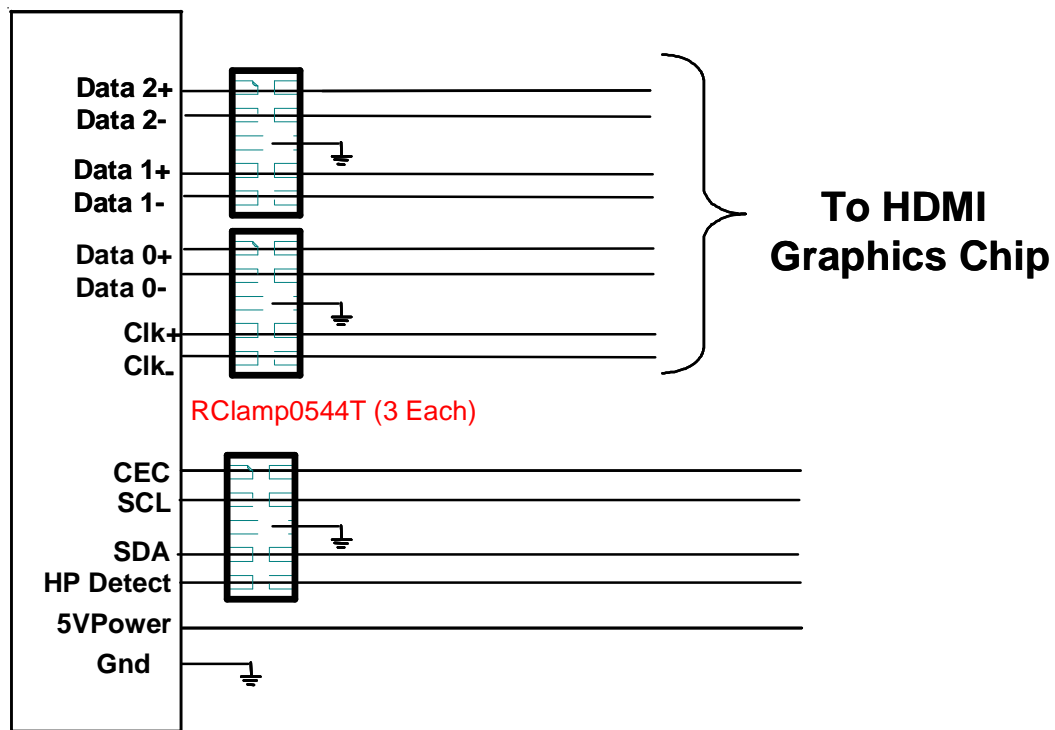 Data 2+
Data 2-
Data 1+
Data 1-
Data 0+
Data 0-
Clk+
Clk-
To HDMI
Graphics Chip
RClamp0544T (3 Each)
CEC
SCL
SDA
HP Detect
5VPower
Gnd